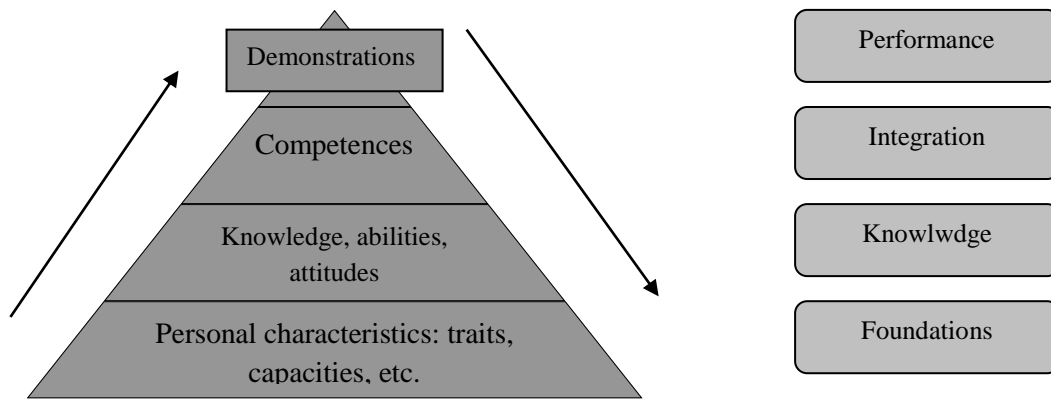 Demonstrations
Performance
Competences
Integration
Knowledge, abilities,
attitudes
Knowlwdge
Personal characteristics: traits,
capacities, etc.
Foundations